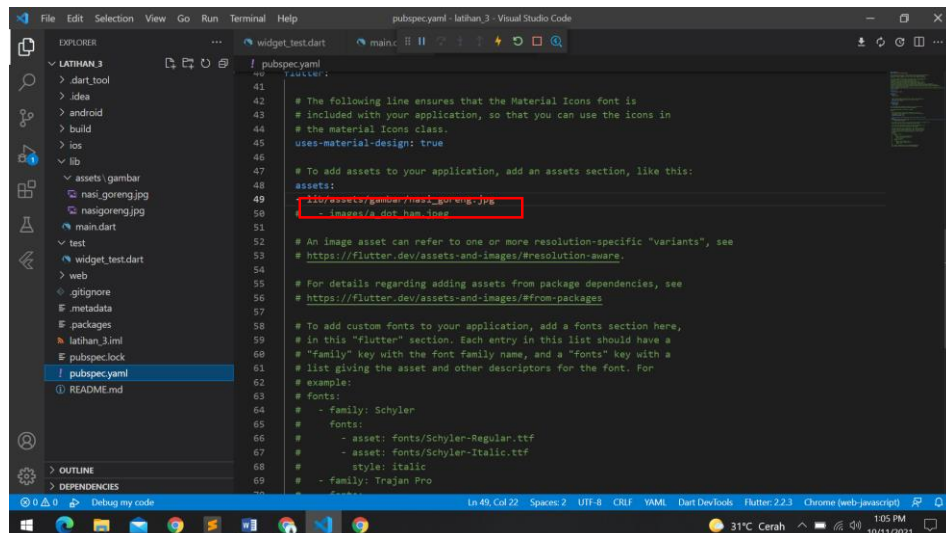 File Edit Selection View Go Run Terminal Help
pubspec.yaml - latihan_3 - Visual Studio Code
EXPLORER
LATIHAN_3
> .dart_tool
> .idea
> android
> build
> ios
lib
assets \ gambar
nasi_goreng.jpg
nasigoreng.jpg
main.dart
test
widget_test.dart
> web
.gitignore
.metadata
.packages
latihan_3.iml
pubspec.lock
! pubspec.yaml
README.md
> OUTLINE
> DEPENDENCIES
widget_test.dart
! pubspec.yaml
40 flutter:
41
42 # The following line ensures that the Material Icons font is
43 # included with your application, so that you can use the icons in
44 # the material Icons class.
45 uses-material-design: true
46
47 # To add assets to your application, add an assets section, like this:
48 assets:
49 - lib/assets/gambar/nasi_goreng.jpg
50 # - images/a_dot_ham.jpeg
51
52 # An image asset can refer to one or more resolution-specific "variants", see
53 # https://flutter.dev/assets-and-images/#resolution-aware.
54
55 # For details regarding adding assets from package dependencies, see
56 # https://flutter.dev/assets-and-images/#from-packages
57
58 # To add custom fonts to your application, add a fonts section here,
59 # in this "flutter" section. Each entry in this list should have a
60 # "family" key with the font family name, and a "fonts" key with a
61 # list giving the asset and other descriptors for the font. For
62 # example:
63 # fonts:
64 # - family: Schyler
65 # fonts:
66 # - asset: fonts/Schyler-Regular.ttf
67 # - asset: fonts/Schyler-Italic.ttf
68 # style: italic
69 # - family: Trajan Pro
0 0 Debug my code
Ln 49, Col 22 Spaces: 2 UTF-8 CRLF YAML Dart DevTools Flutter: 2.2.3 Chrome (web-javascript)
31°C Cerah
1:05 PM
10/11/2021